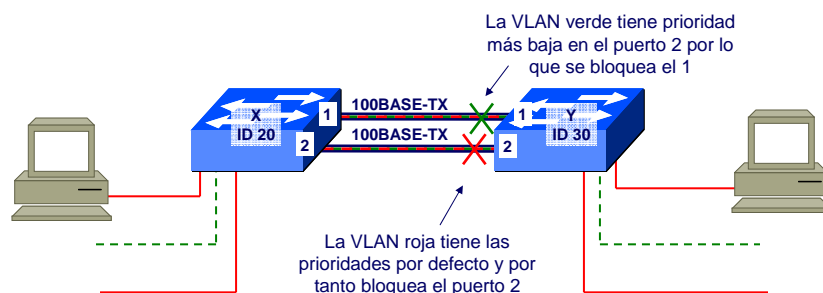 La VLAN verde tiene prioridad
más baja en el puerto 2 por lo
que se bloquea el 1
100BASE-TX
X
ID 20
1
1
Y
ID 30
100BASE-TX
2
2
La VLAN roja tiene las
prioridades por defecto y por
tanto bloquea el puerto 2